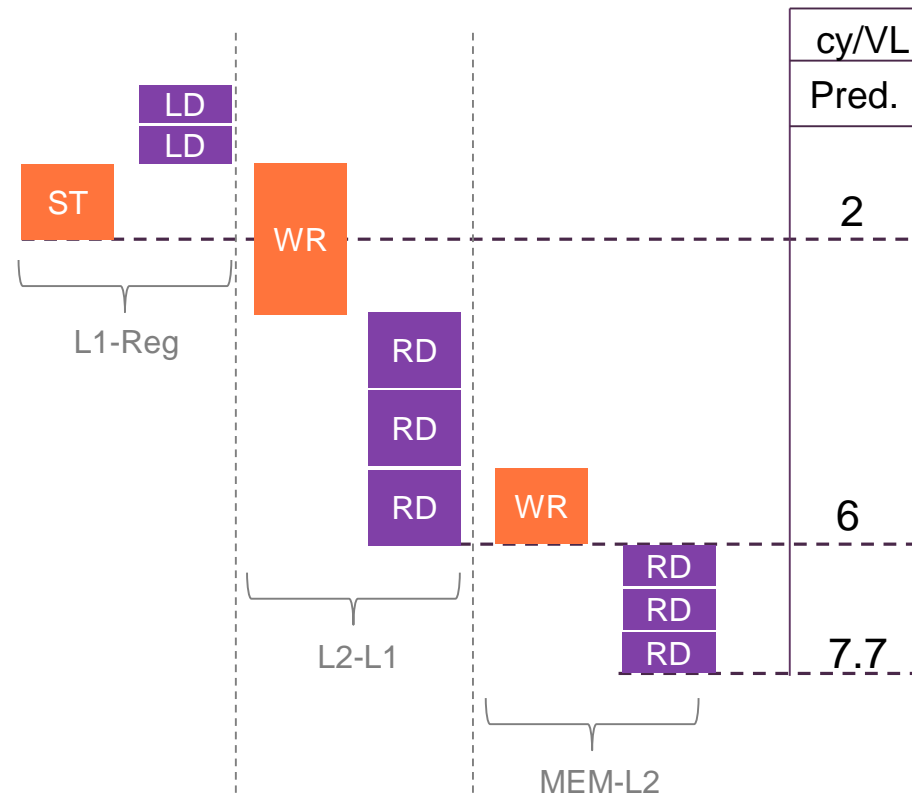 cy/VL
Pred.
LD
LD
ST
WR
2
L1-Reg
RD
RD
RD
WR
6
RD
RD
RD
L2-L1
7.7
MEM-L2